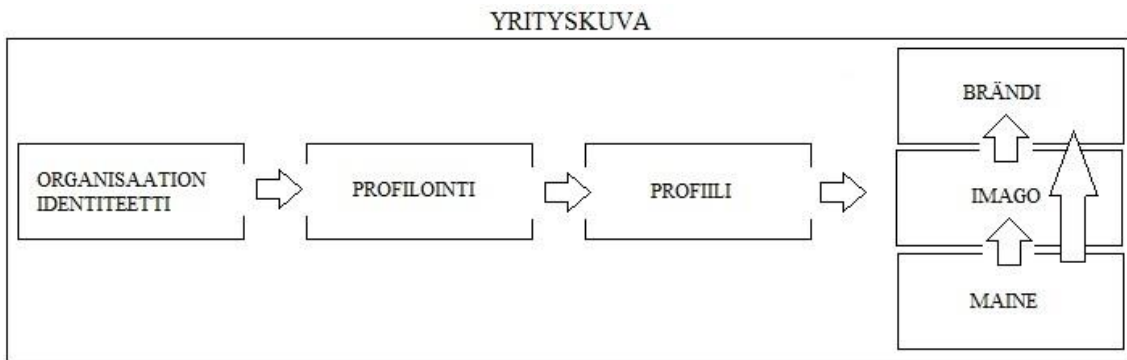 YRITYSKUVA
ORGANISAATION
IDENTITEETTI
PROFILOINTI
PROFIILI
BRÄNDI
IMAGO
MAINE